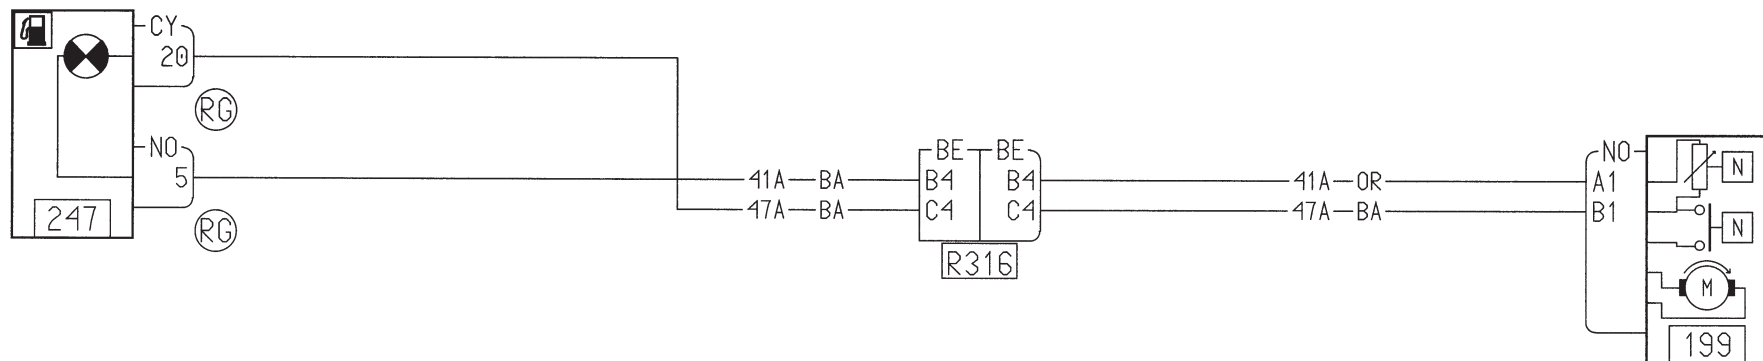 CY
20
RG
NO
5
RG
247
41A BA
47A BA
BE BE
B4 B4
C4 C4
R316
41A OR
47A BA
NO
A1
B1
N
N
M
199